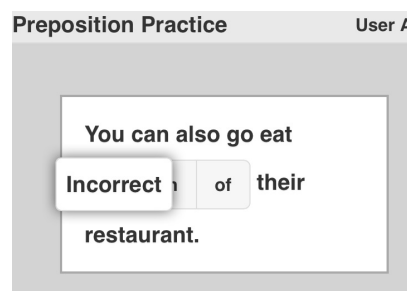 Preposition Practice User A
You can also go eat
Incorrect of their
restaurant.